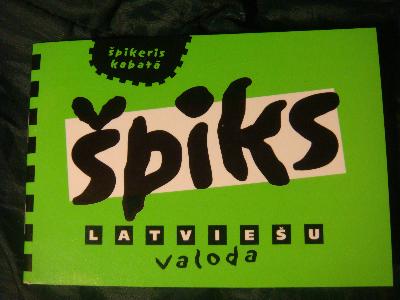 špikeris
kabatā
špiks
LATVIEŠU
valoda